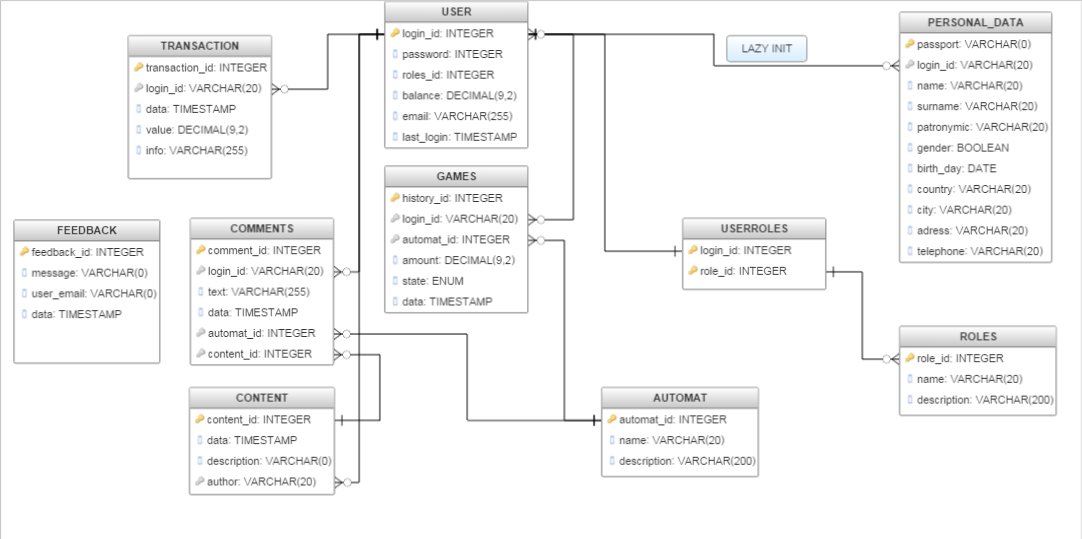 USER
login_id: INTEGER
password: INTEGER
roles_id: INTEGER
balance: DECIMAL(9,2)
email: VARCHAR(255)
last_login: TIMESTAMP
PERSONAL_DATA
passport: VARCHAR(0)
login_id: VARCHAR(20)
name: VARCHAR(20)
surname: VARCHAR(20)
patronymic: VARCHAR(20)
gender: BOOLEAN
birth_day: DATE
country: VARCHAR(20)
city: VARCHAR(20)
adress: VARCHAR(20)
telephone: VARCHAR(20)
LAZY INIT
TRANSACTION
transaction_id: INTEGER
login_id: VARCHAR(20)
data: TIMESTAMP
value: DECIMAL(9,2)
info: VARCHAR(255)
GAMES
history_id: INTEGER
login_id: VARCHAR(20)
automat_id: INTEGER
amount: DECIMAL(9,2)
state: ENUM
data: TIMESTAMP
FEEDBACK
feedback_id: INTEGER
message: VARCHAR(0)
user_email: VARCHAR(0)
data: TIMESTAMP
COMMENTS
comment_id: INTEGER
login_id: VARCHAR(20)
text: VARCHAR(255)
data: TIMESTAMP
automat_id: INTEGER
content_id: INTEGER
USERROLES
login_id: INTEGER
role_id: INTEGER
ROLES
role_id: INTEGER
name: VARCHAR(20)
description: VARCHAR(200)
CONTENT
content_id: INTEGER
data: TIMESTAMP
description: VARCHAR(0)
author: VARCHAR(20)
AUTOMAT
automat_id: INTEGER
name: VARCHAR(20)
description: VARCHAR(200)